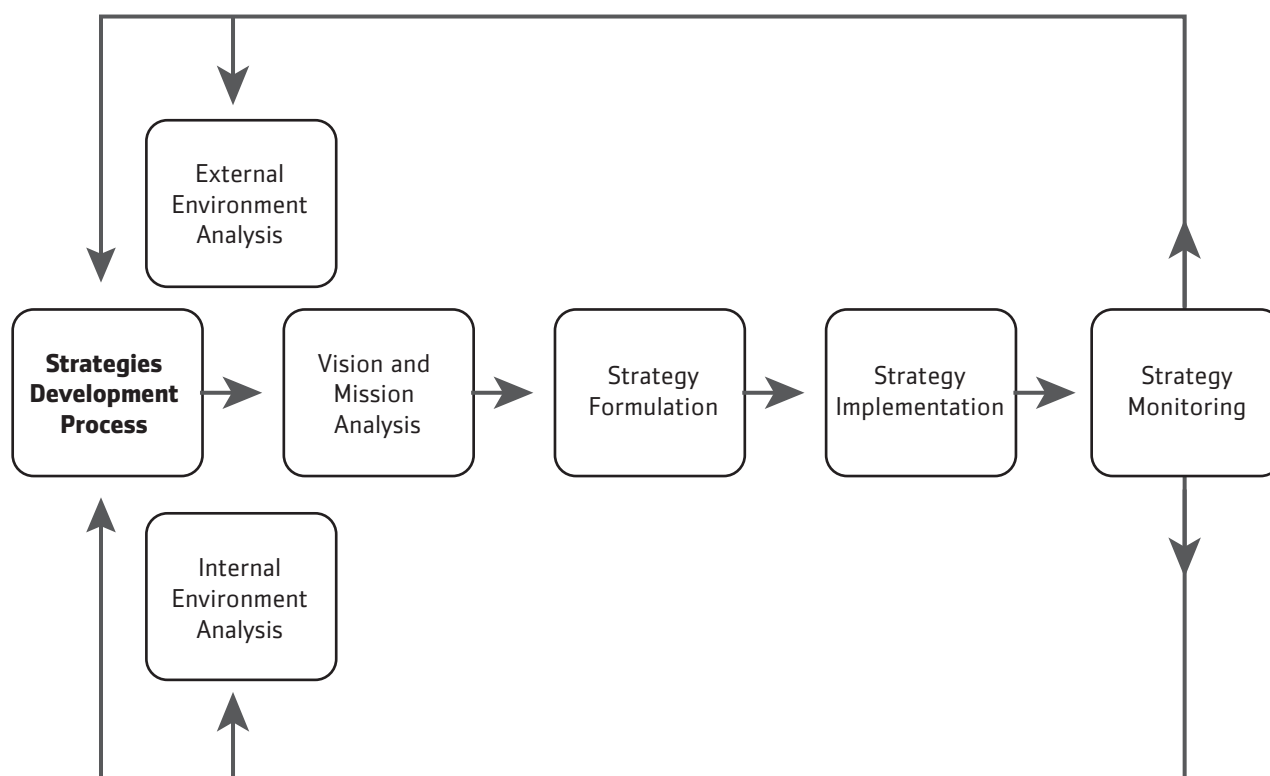 External
Environment
Analysis
Strategies
Development
Process
Vision and
Mission
Analysis
Strategy
Formulation
Strategy
Implementation
Strategy
Monitoring
Internal
Environment
Analysis